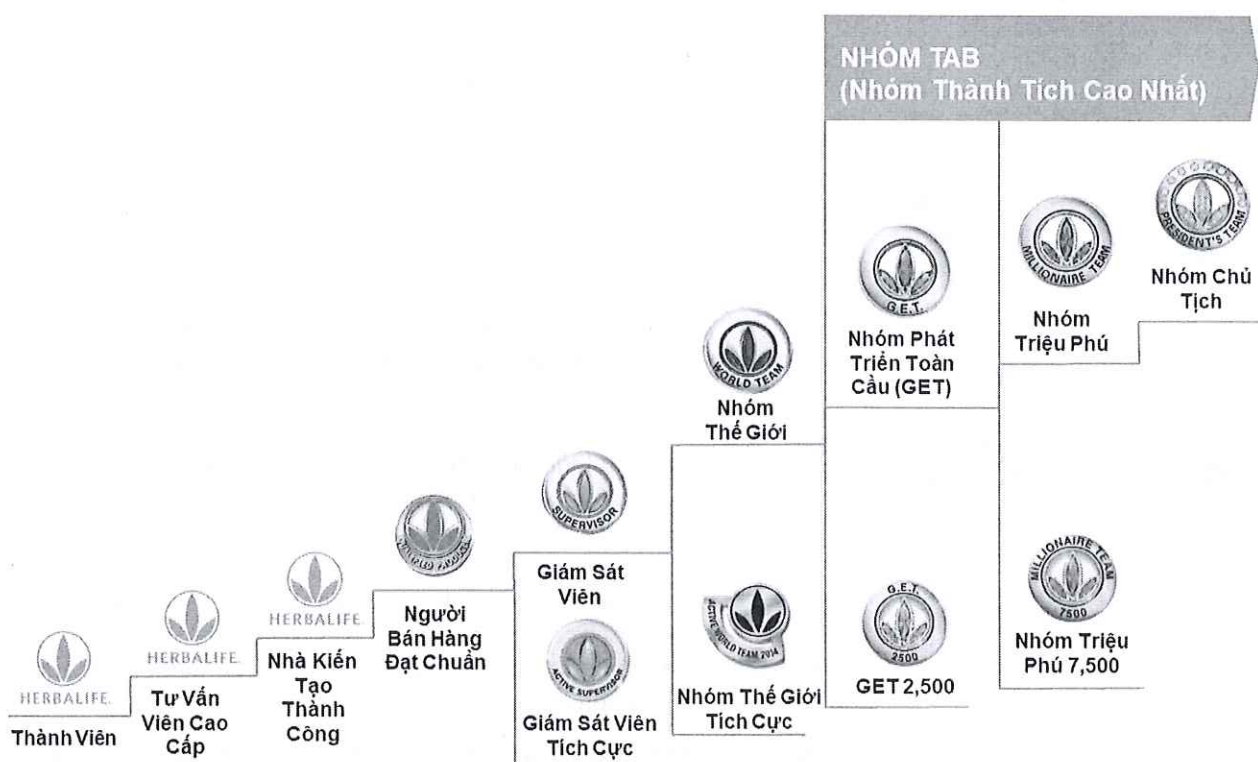 NHÓM TAB
(Nhóm Thành Tích Cao Nhất)
PRESIDENT'S TEAM
Nhóm Chủ
Tịch
MILLIONAIRE TEAM
Nhóm
Triệu Phú
G.E.T.
Nhóm Phát
Triển Toàn
Cầu (GET)
WORLD TEAM
Nhóm
Thế Giới
SUPERVISOR
Giám Sát
Viên
QUALIFIED PRODUCER
Người
Bán Hàng
Đạt Chuẩn
HERBALIFE
Nhà Kiến
Tạo
Thành
Công
HERBALIFE.
Tư Vấn
Viên Cao
Cấp
HERBALIFE.
Thành Viên
ACTIVE SUPERVISOR
Giám Sát Viên
Tích Cực
ACTIVE WORLD TEAM 2014
Nhóm Thế Giới
Tích Cực
G.E.T.
2500
GET 2,500
MILLIONAIRE TEAM
7500
Nhóm Triệu
Phú 7,500